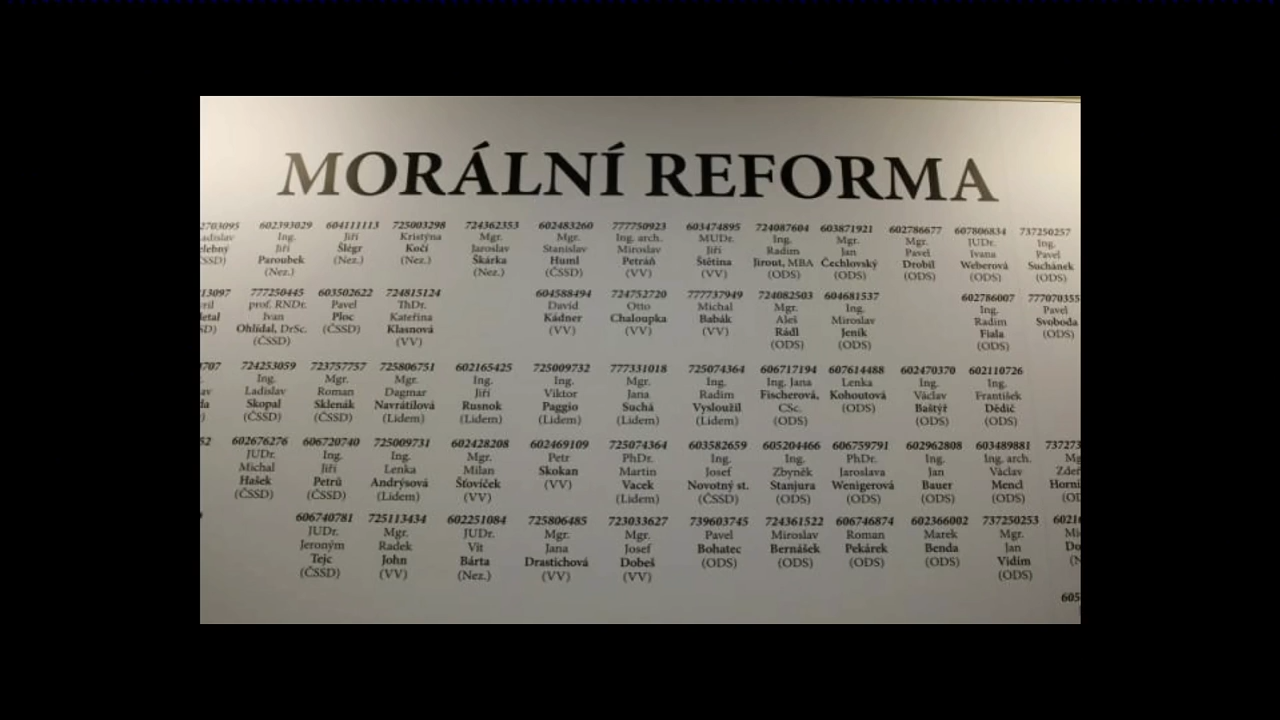 MORÁLNÍ REFORMA
2703095 602393029 604111113 725003298 724362353 602483260 777750923 603474895 724087604 603871921 602786677 607806834 737250257
Ing. Jiří Kristýna Mgr. Mgr. Ing. arch. MUDr. Ing. Mgr. Mgr. JUDr. Ing.
Jiří Šlégr Kočí Jaroslav Stanislav Miroslav Jiří Radim Jan Pavel Ivana Pavel
Paroubek (Nez.) (Nez.) Škárka Huml Petráň Štětina Jirout, MBA Čechlovský Drobil Weberová Suchánek
(Nez.) (Nez.) (ČSSD) (VV) (VV) (ODS) (ODS) (ODS) (ODS) (ODS)
13097 777250445 603502622 724815124 604588494 724752720 777737949 724082503 604681537 602786007 777070355
prof. RNDr. Pavel ThDr. David Otto Michal Mgr. Ing. Ing. Pavel
Ivan Ploc Kateřina Kádner Chaloupka Babák Aleš Miroslav Radim Svoboda
Ohlídal, DrSc. (ČSSD) Klasnová (VV) (VV) (VV) Rádl Jeník Fiala (ODS)
(ČSSD) (VV) (ODS) (ODS) (ODS)
724253059 723757757 725806751 602165425 725009732 777331018 725074364 606717194 607614488 602470370 602110726
Ing. Mgr. Mgr. Ing. Ing. Mgr. Ing. Ing. Jana Lenka Ing. Ing.
Ladislav Roman Dagmar Jiří Viktor Jana Radim Fischerová, Kohoutová Václav František
Skopal Sklenák Navrátilová Rusnok Paggio Suchá Vysloužil CSc. (ODS) Baštýř Dědič
(ČSSD) (ČSSD) (Lidem) (Lidem) (Lidem) (Lidem) (Lidem) (ODS) (ODS) (ODS)
52 602676276 606720740 725009731 602428208 602469109 725074364 603582659 605204466 606759791 602962808 603489881 73727
JUDr. Ing. Ing. Mgr. Petr PhDr. Ing. Ing. PhDr. Ing. Ing. arch.
Michal Jiří Lenka Milan Skokan Martin Josef Zbyněk Jaroslava Jan Václav
Hašek Petrů Andrýsová Šťovíček (VV) Vacek Novotný st. Stanjura Wenigerová Bauer Mencl
(ČSSD) (ČSSD) (Lidem) (VV) (Lidem) (ČSSD) (ODS) (ODS) (ODS) (ODS)
606740781 725113434 602251084 725806485 723033627 739603745 724361522 606746874 602366002 737250253
JUDr. Mgr. JUDr. Mgr. Mgr. Pavel Miroslav Roman Marek Mgr.
Jeroným Radek Vít Jana Josef Bohatec Bernášek Pekárek Benda Jan
Tejc John Bárta Drastichová Dobeš (ODS) (ODS) (ODS) (ODS) Vidím
(ČSSD) (VV) (Nez.) (VV) (VV) (ODS)
605